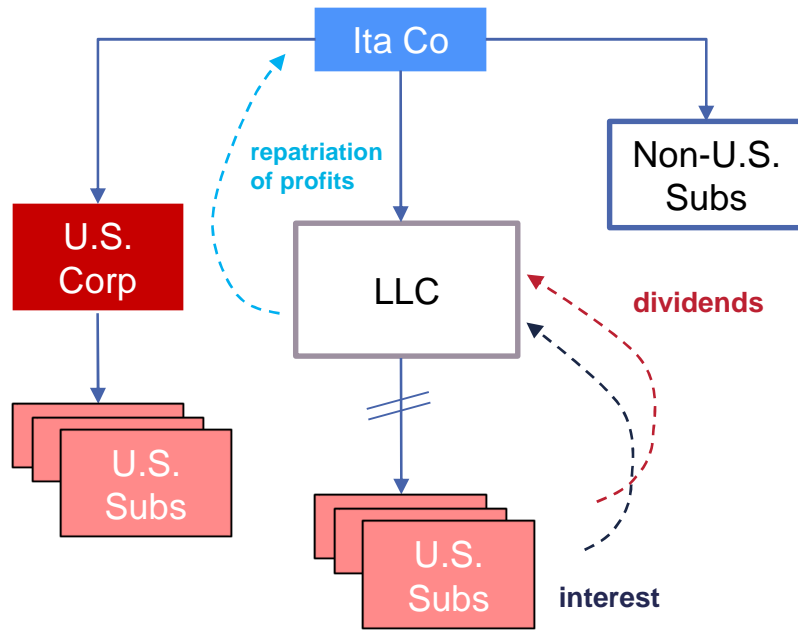 Ita Co
repatriation
of profits
Non-U.S.
Subs
U.S.
Corp
LLC
dividends
U.S.
Subs
U.S.
Subs
interest